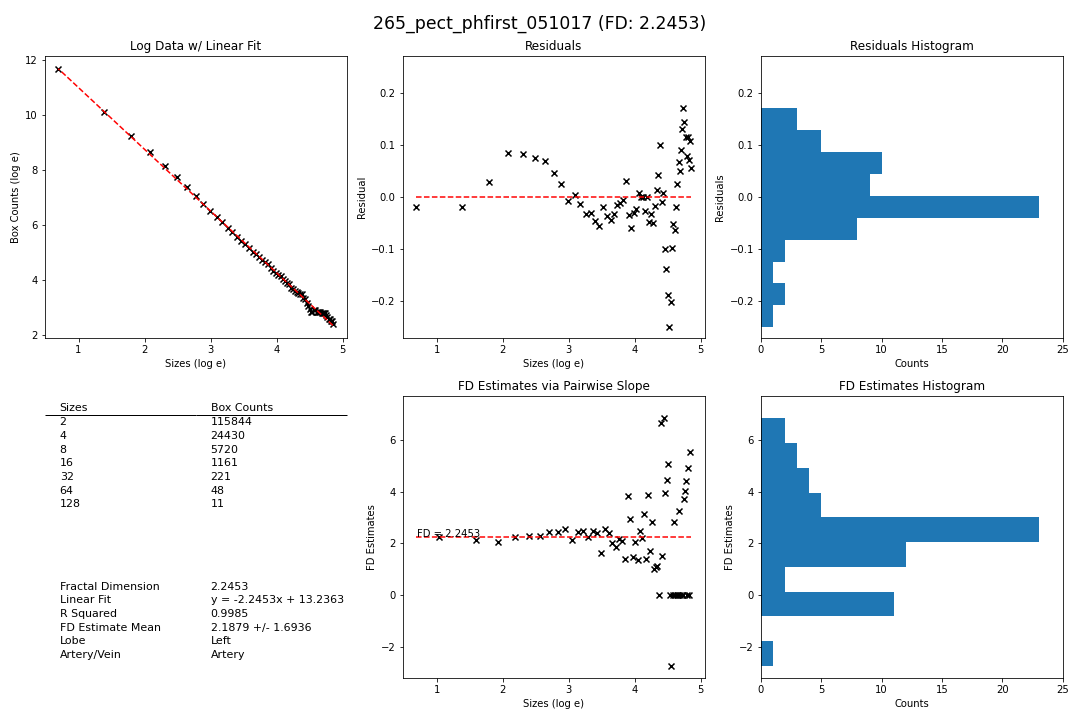 265_pect_phfirst_051017 (FD: 2.2453)
Log Data w/ Linear Fit
Box Counts (log e)
12
10
8
6
4
2
1
2
3
4
5
Sizes (log e)
Residuals
Residual
0.2
0.1
0.0
−0.1
−0.2
1
2
3
4
5
Sizes (log e)
Residuals Histogram
Residuals
0.2
0.1
0.0
−0.1
−0.2
0
5
10
15
20
25
Counts
Sizes Box Counts
2 115844
4 24430
8 5720
16 1161
32 221
64 48
128 11
Fractal Dimension 2.2453
Linear Fit y = -2.2453x + 13.2363
R Squared 0.9985
FD Estimate Mean 2.1879 +/- 1.6936
Lobe Left
Artery/Vein Artery
FD Estimates via Pairwise Slope
FD Estimates
6
4
2
0
−2
FD = 2.2453
1
2
3
4
5
Sizes (log e)
FD Estimates Histogram
FD Estimates
6
4
2
0
−2
0
5
10
15
20
25
Counts